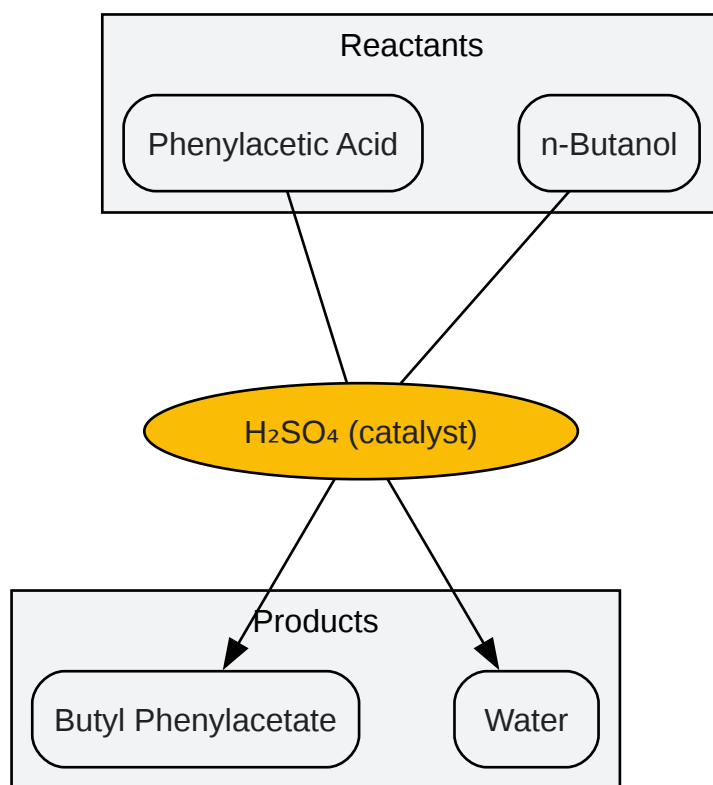 Reactants
Phenylacetic Acid
n-Butanol
H₂SO₄ (catalyst)
Products
Butyl Phenylacetate
Water